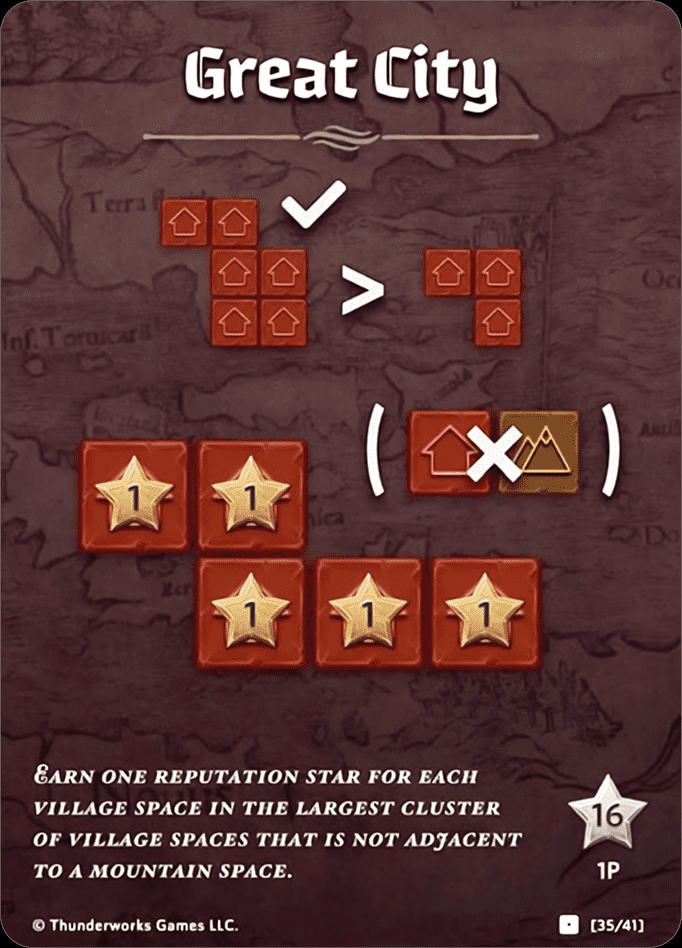 Great City
>
( )
1 1
1 1 1
Earn one reputation star for each
village space in the largest cluster
of village spaces that is not adjacent
to a mountain space.
16
1P
© Thunderworks Games LLC.
[35/41]